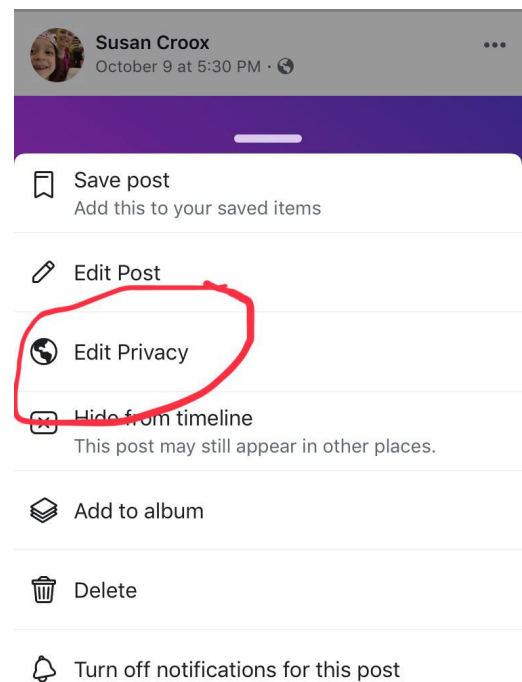 Susan Croox
October 9 at 5:30 PM ·
Save post
Add this to your saved items
Edit Post
Edit Privacy
Hide from timeline
This post may still appear in other places.
Add to album
Delete
Turn off notifications for this post